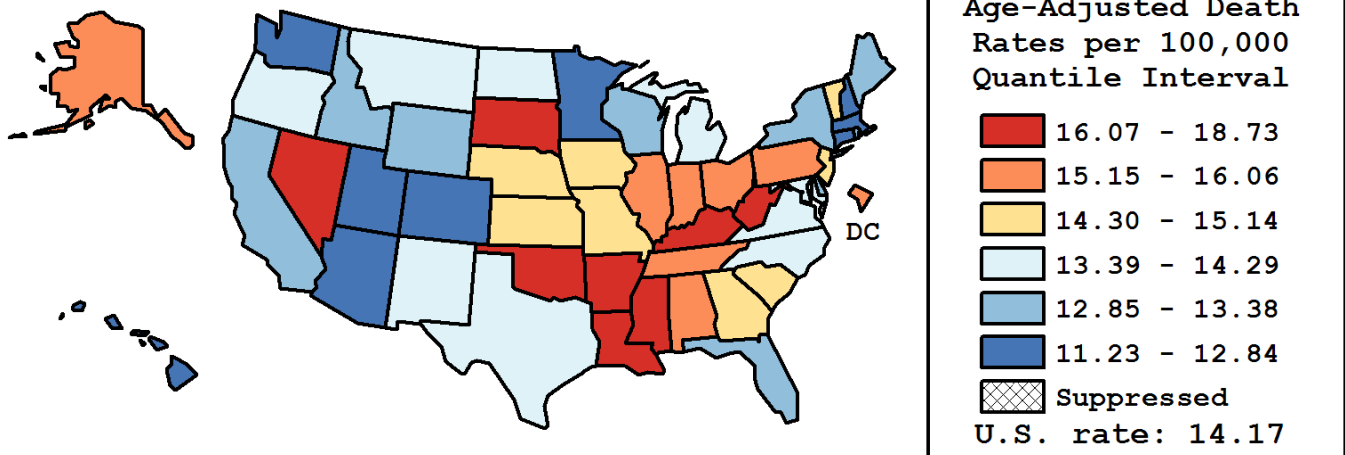 Age-Adjusted Death
Rates per 100,000
Quantile Interval
16.07 - 18.73
15.15 - 16.06
14.30 - 15.14
13.39 - 14.29
12.85 - 13.38
11.23 - 12.84
Suppressed
U.S. rate: 14.17
DC